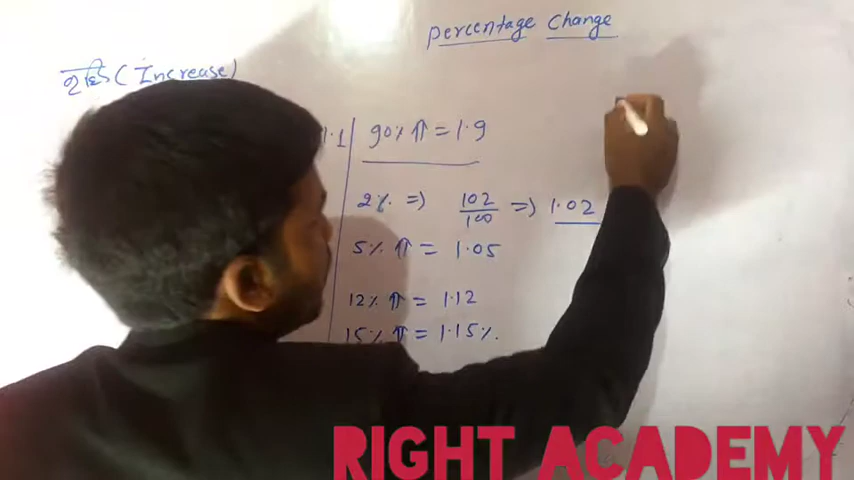 percentage change
वृद्धि (Increase)
.1
90% ⇑ = 1.9
2% ⇒ 102/100 ⇒ 1.02
5% ⇑ = 1.05
12% ⇑ = 1.12
15% ⇑ = 1.15%.
RIGHT ACADEMY